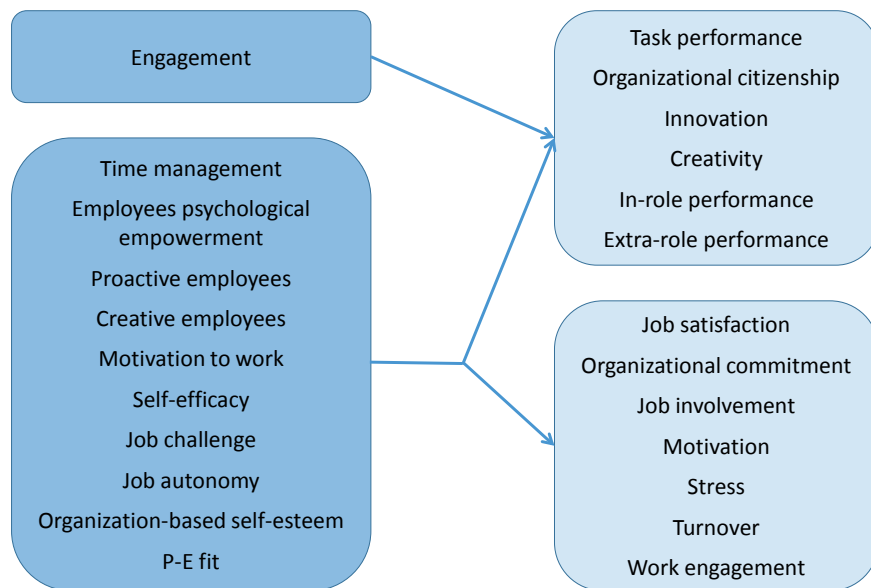 Engagement
Time management
Employees psychological
empowerment
Proactive employees
Creative employees
Motivation to work
Self-efficacy
Job challenge
Job autonomy
Organization-based self-esteem
P-E fit
Task performance
Organizational citizenship
Innovation
Creativity
In-role performance
Extra-role performance
Job satisfaction
Organizational commitment
Job involvement
Motivation
Stress
Turnover
Work engagement